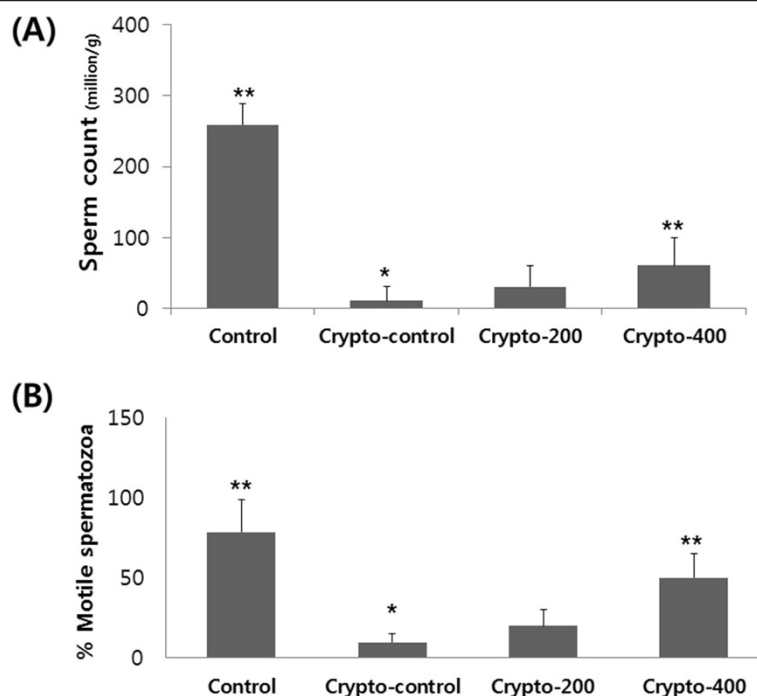 (A)
Sperm count (million/g)
400
300
200
100
0
**
*
**
Control Crypto-control Crypto-200 Crypto-400
(B)
% Motile spermatozoa
150
100
50
0
**
*
**
Control Crypto-control Crypto-200 Crypto-400